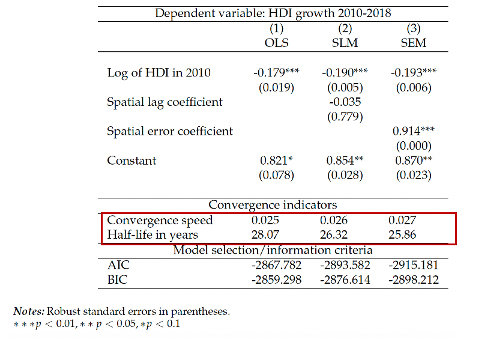 Dependent variable: HDI growth 2010-2018
(1) (2) (3)
OLS SLM SEM
Log of HDI in 2010 -0.179*** -0.190*** -0.193***
(0.019) (0.005) (0.006)
Spatial lag coefficient -0.035
(0.779)
Spatial error coefficient 0.914***
(0.000)
Constant 0.821* 0.854** 0.870**
(0.078) (0.028) (0.023)
Convergence indicators
Convergence speed 0.025 0.026 0.027
Half-life in years 28.07 26.32 25.86
Model selection/information criteria
AIC -2867.782 -2893.582 -2915.181
BIC -2859.298 -2876.614 -2898.212
Notes: Robust standard errors in parentheses.
* * *p < 0.01, * * p < 0.05, *p < 0.1